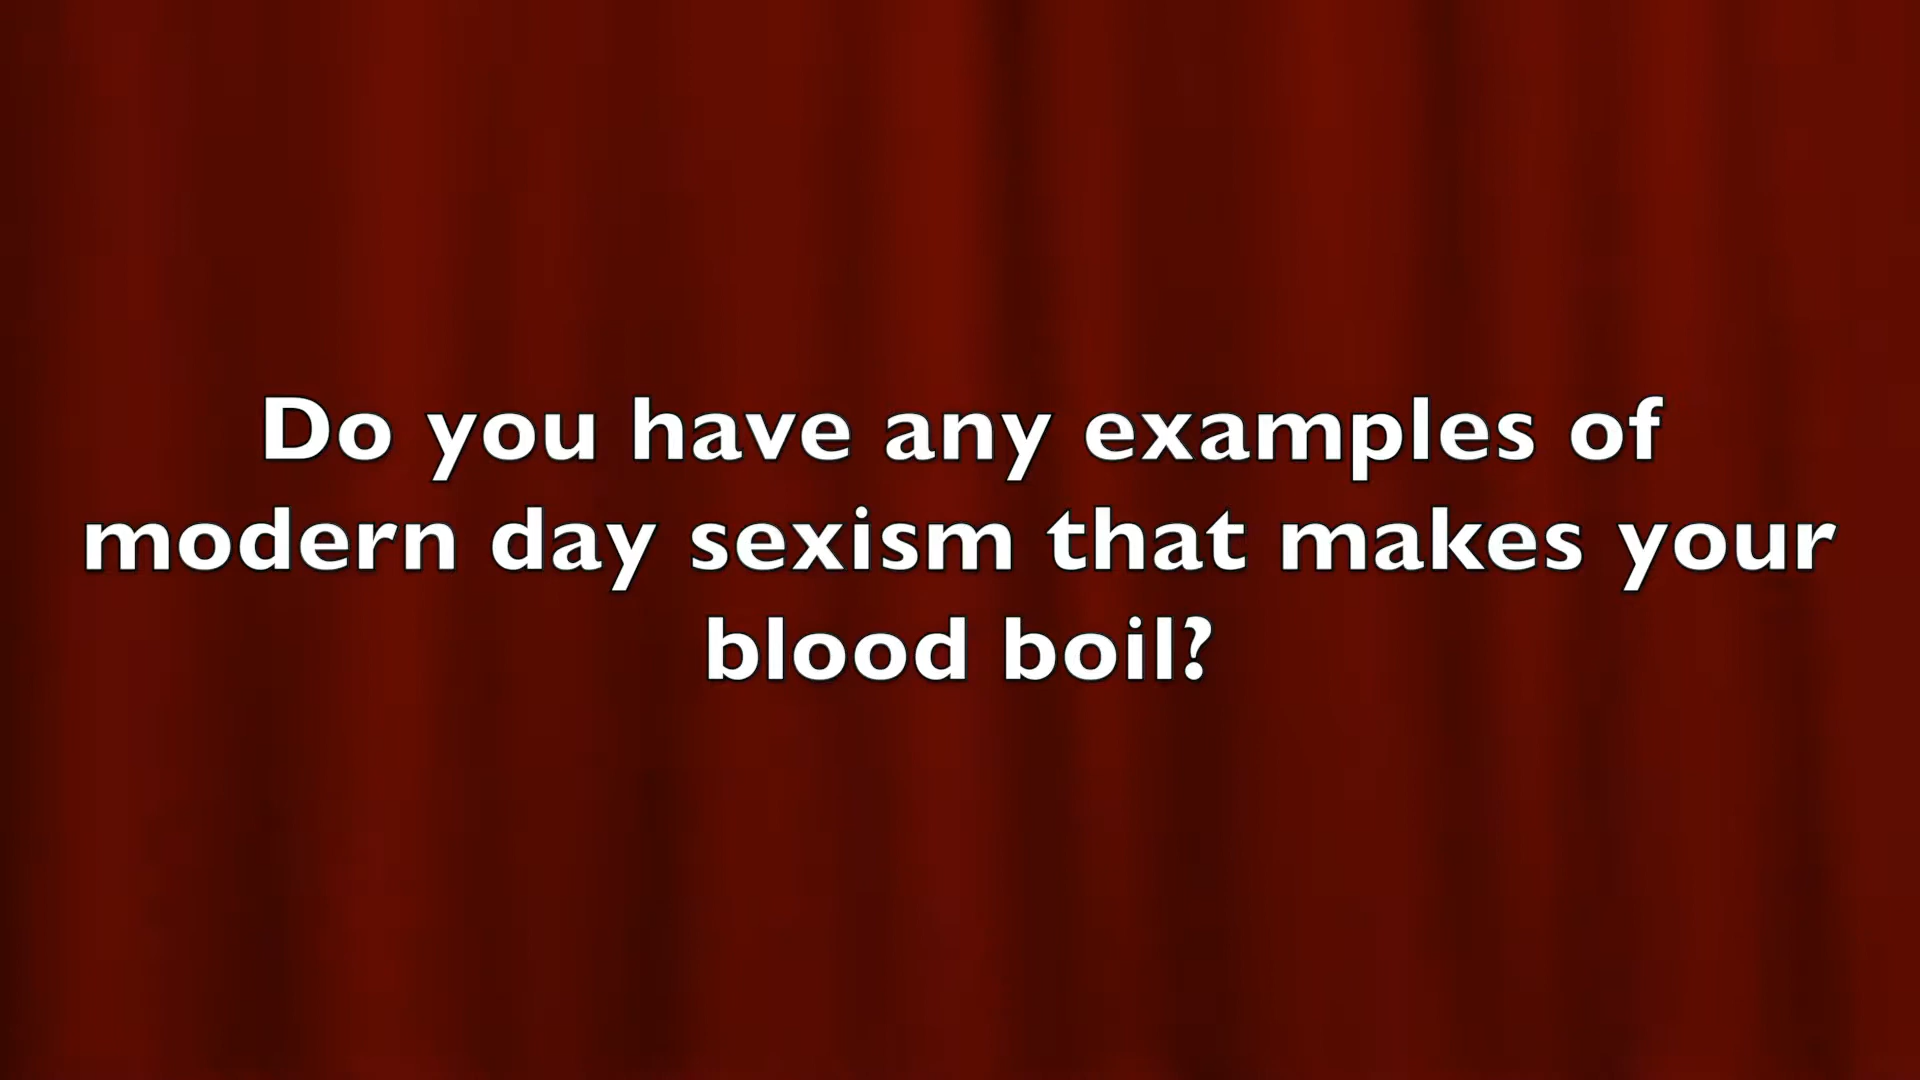 Do you have any examples of
modern day sexism that makes your
blood boil?